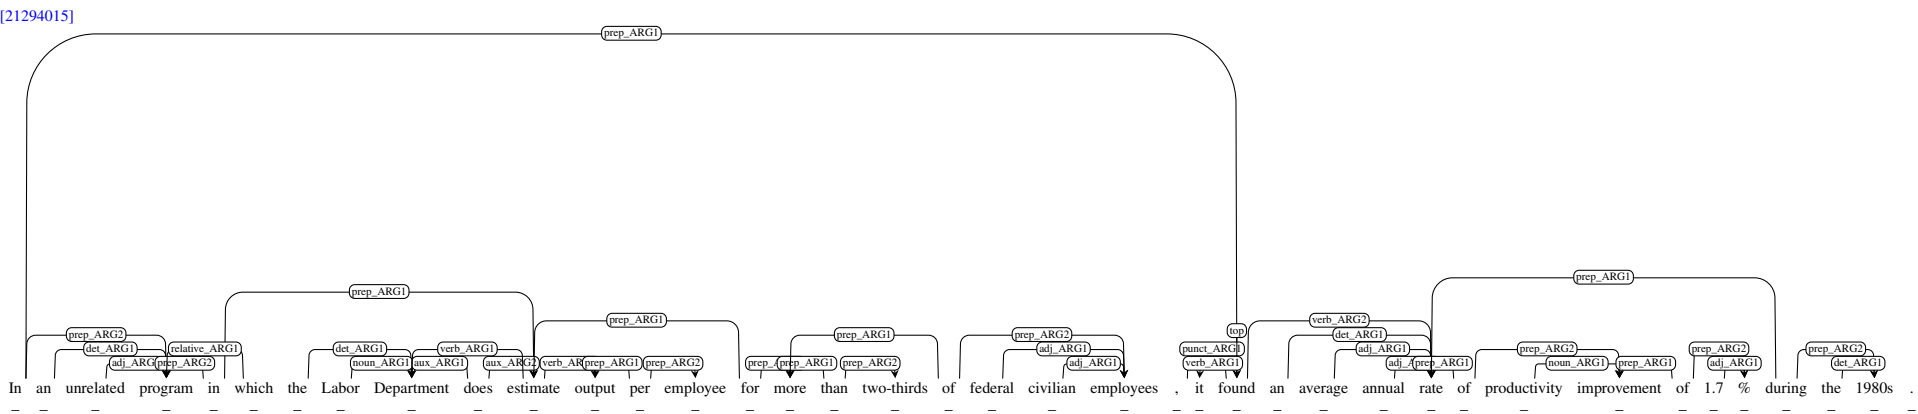 [21294015]
prep_ARG1
prep_ARG1
prep_ARG1
prep_ARG1 verb_ARG2
top
prep_ARG2 prep_ARG1 prep_ARG2 det_ARG1
det_ARG1 relative_ARG1 det_ARG1 verb_ARG1 adj_ARG1 punct_ARG1 adj_ARG1 prep_ARG2 prep_ARG2 prep_ARG2
prep_ARG2 noun_ARG1 aux_ARG1 aux_ARG2 prep_ARG1 prep_ARG2 prep_ARG1 prep_ARG2 adj_ARG1 verb_ARG1 prep_ARG1 noun_ARG1 prep_ARG1 adj_ARG1 det_ARG1
In an unrelated program in which the Labor Department does estimate output per employee for more than two-thirds of federal civilian employees , it found an average annual rate of productivity improvement of 1.7 % during the 1980s .